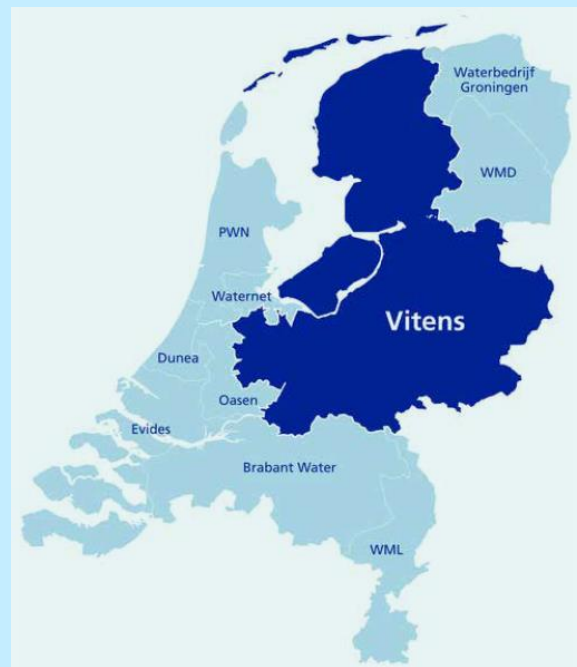 Waterbedrijf
Groningen
WMD
PWN
Waternet
Vitens
Dunea
Oasen
Evides
Brabant Water
WML